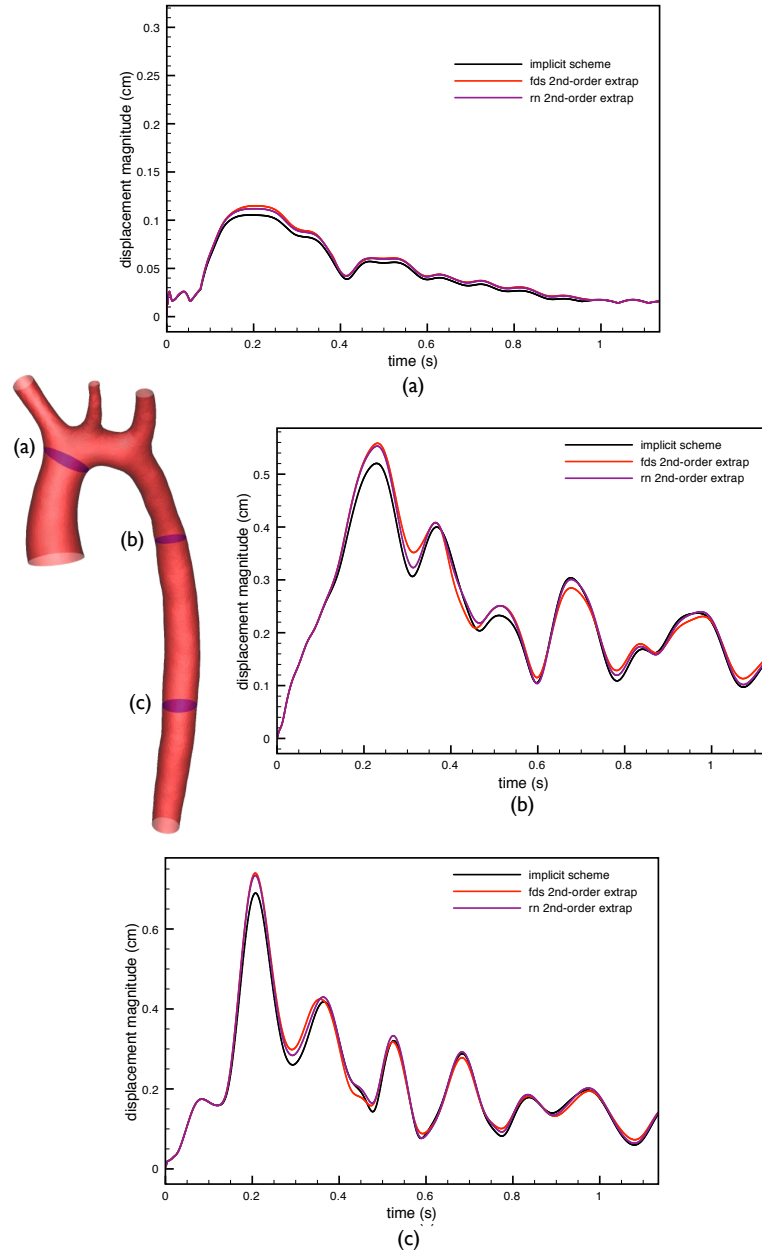 0.3
0.25
0.2
0.15
0.1
0.05
0
displacement magnitude (cm)
implicit scheme
fds 2nd-order extrap
rn 2nd-order extrap
0 0.2 0.4 0.6 0.8 1
time (s)
(a)
(a)
(b)
(c)
0.5
0.4
0.3
0.2
0.1
0
displacement magnitude (cm)
implicit scheme
fds 2nd-order extrap
rn 2nd-order extrap
0 0.2 0.4 0.6 0.8 1
time (s)
(b)
0.6
0.4
0.2
0
displacement magnitude (cm)
implicit scheme
fds 2nd-order extrap
rn 2nd-order extrap
0 0.2 0.4 0.6 0.8 1
time (s)
(c)